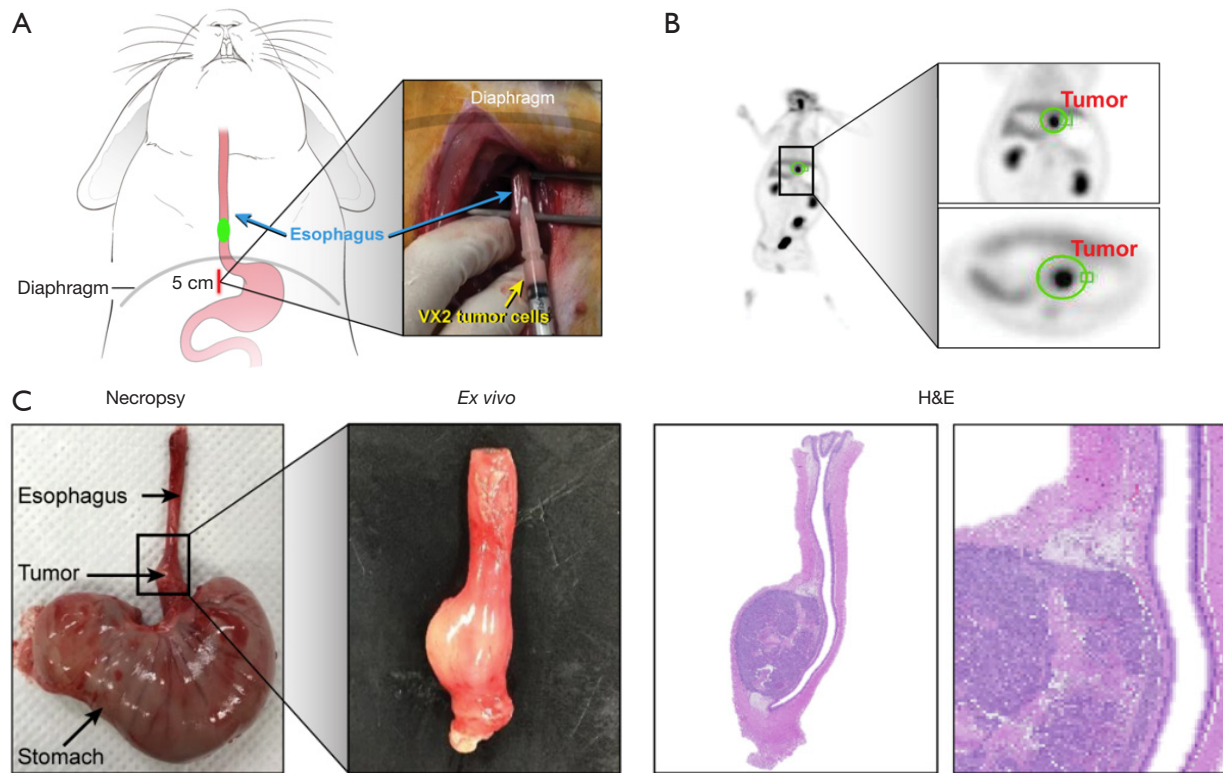 A
Diaphragm
Esophagus
5 cm
Diaphragm
VX2 tumor cells
B
Tumor
Tumor
C
Necropsy
Ex vivo
H&E
Esophagus
Tumor
Stomach